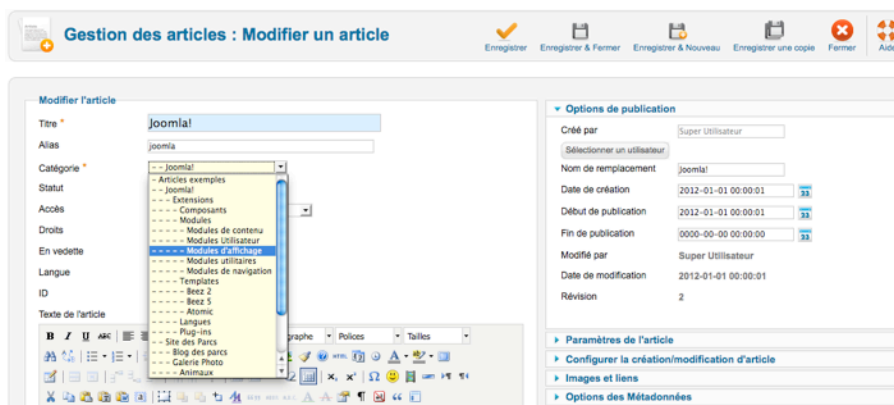 Gestion des articles : Modifier un article
Enregistrer
Enregistrer & Fermer
Enregistrer & Nouveau
Enregistrer une copie
Fermer
Aide
Modifier l'article
Titre *
Joomla!
Alias
joomla
Catégorie *
- - Joomla!
- Articles exemples
- - Joomla!
- - - Extensions
- - - - Composants
- - - - Modules
- - - - - Modules de contenu
- - - - - Modules Utilisateur
- - - - - Modules d'affichage
- - - - - Modules utilitaires
- - - - - Modules de navigation
- - - - Templates
- - - - - Beez 2
- - - - - Beez 5
- - - - - Atomic
- - - - Langues
- - - - Plug-ins
- - Site des Parcs
- - - Blog des parcs
- - - Galerie Photo
- - - - Animaux
Statut
Accès
Droits
En vedette
Langue
ID
Texte de l'article
B I U ABC
graphe
Polices
Tailles
HTML
Options de publication
Créé par
Super Utilisateur
Sélectionner un utilisateur
Nom de remplacement
Joomla!
Date de création
2012-01-01 00:00:01
Début de publication
2012-01-01 00:00:01
Fin de publication
0000-00-00 00:00:00
Modifié par
Super Utilisateur
Date de modification
2012-01-01 00:00:01
Révision
2
Paramètres de l'article
Configurer la création/modification d'article
Images et liens
Options des Métadonnées